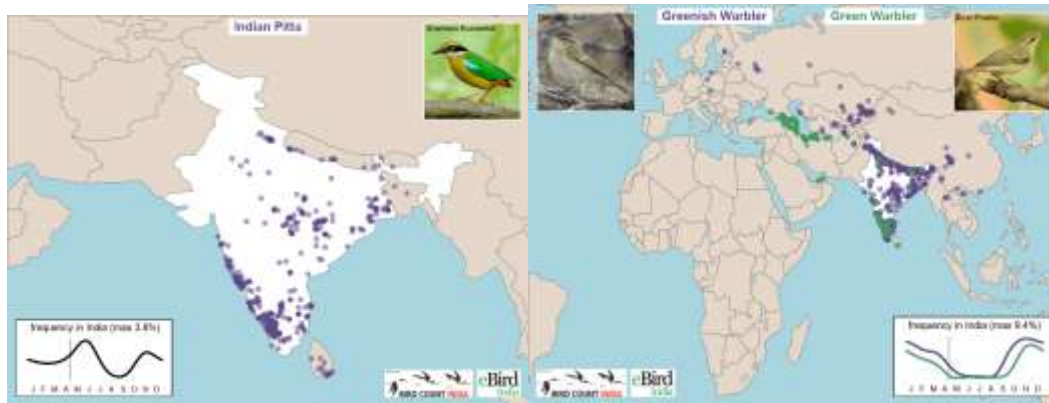 Indian Pitta
frequency in India (max 3.8%)
J F M A M J J A S O N D
BIRD COUNT INDIA
eBird
India
Greenish Warbler
Green Warbler
frequency in India (max 9.4%)
J F M A M J J A S O N D
BIRD COUNT INDIA
eBird
India